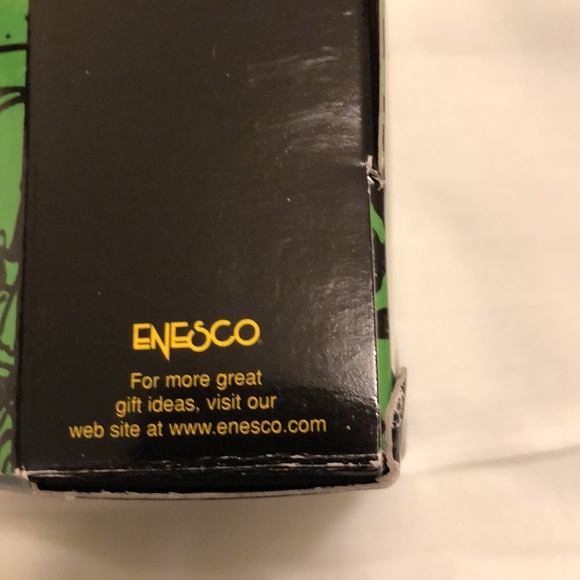 ENESCO
For more great
gift ideas, visit our
web site at www.enesco.com